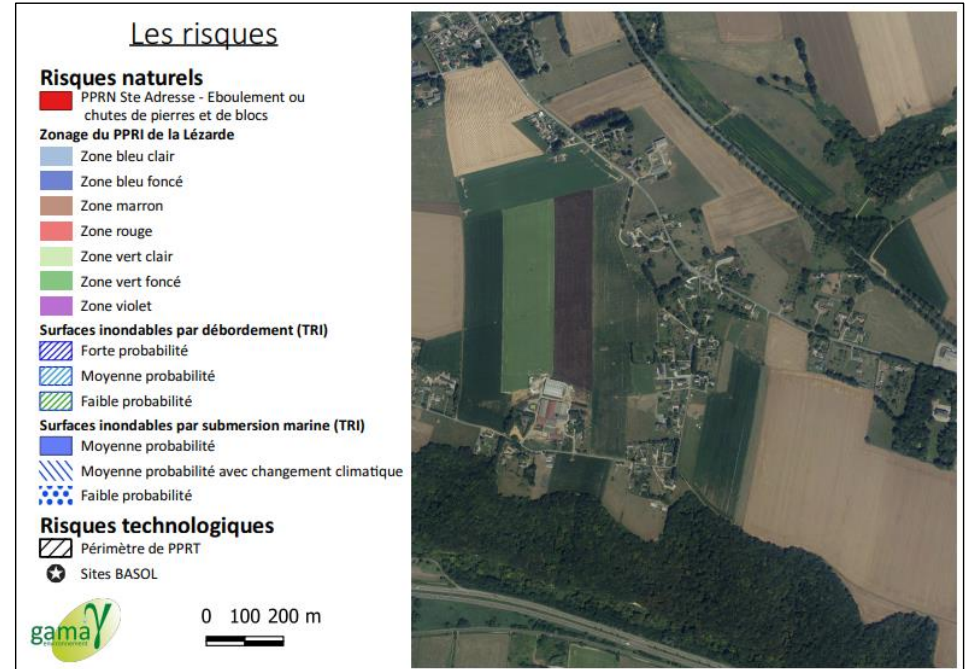 Les risques
Risques naturels
PPRN Ste Adresse - Eboulement ou
chutes de pierres et de blocs
Zonage du PPRI de la Lézarde
Zone bleu clair
Zone bleu foncé
Zone marron
Zone rouge
Zone vert clair
Zone vert foncé
Zone violet
Surfaces inondables par débordement (TRI)
Forte probabilité
Moyenne probabilité
Faible probabilité
Surfaces inondables par submersion marine (TRI)
Moyenne probabilité
Moyenne probabilité avec changement climatique
Faible probabilité
Risques technologiques
Périmètre de PPRT
Sites BASOL
gama
environnement
0 100 200 m